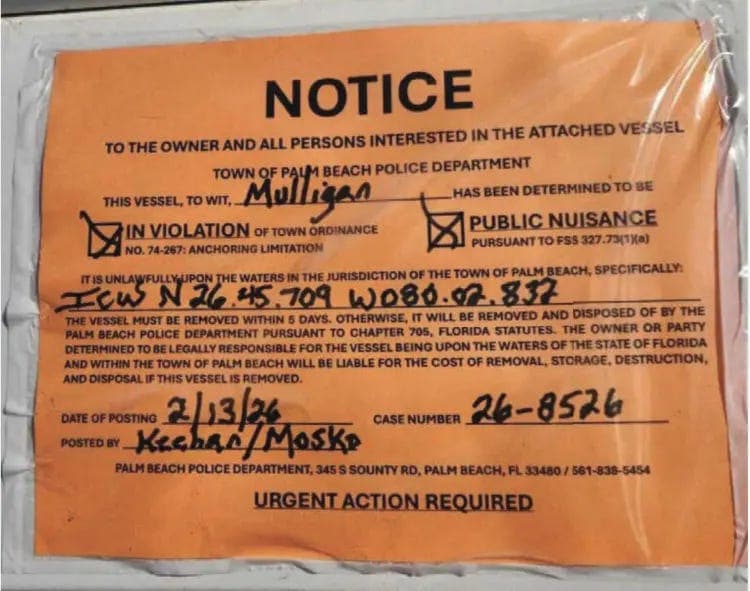 NOTICE
TO THE OWNER AND ALL PERSONS INTERESTED IN THE ATTACHED VESSEL
TOWN OF PALM BEACH POLICE DEPARTMENT
THIS VESSEL, TO WIT, Mulligan HAS BEEN DETERMINED TO BE
IN VIOLATION OF TOWN ORDINANCE
NO. 74-267: ANCHORING LIMITATION
PUBLIC NUISANCE
PURSUANT TO FSS 327.73(1)(a)
IT IS UNLAWFULLY UPON THE WATERS IN THE JURISDICTION OF THE TOWN OF PALM BEACH, SPECIFICALLY:
ICW N 26.45.709 W080.02.832
THE VESSEL MUST BE REMOVED WITHIN 5 DAYS. OTHERWISE, IT WILL BE REMOVED AND DISPOSED OF BY THE
PALM BEACH POLICE DEPARTMENT PURSUANT TO CHAPTER 705, FLORIDA STATUTES. THE OWNER OR PARTY
DETERMINED TO BE LEGALLY RESPONSIBLE FOR THE VESSEL BEING UPON THE WATERS OF THE STATE OF FLORIDA
AND WITHIN THE TOWN OF PALM BEACH WILL BE LIABLE FOR THE COST OF REMOVAL, STORAGE, DESTRUCTION,
AND DISPOSAL IF THIS VESSEL IS REMOVED.
DATE OF POSTING 2/13/26 CASE NUMBER 26-8526
POSTED BY
PALM BEACH POLICE DEPARTMENT, 345 S SOUNTY RD, PALM BEACH, FL 33480 / 561-838-5454
URGENT ACTION REQUIRED